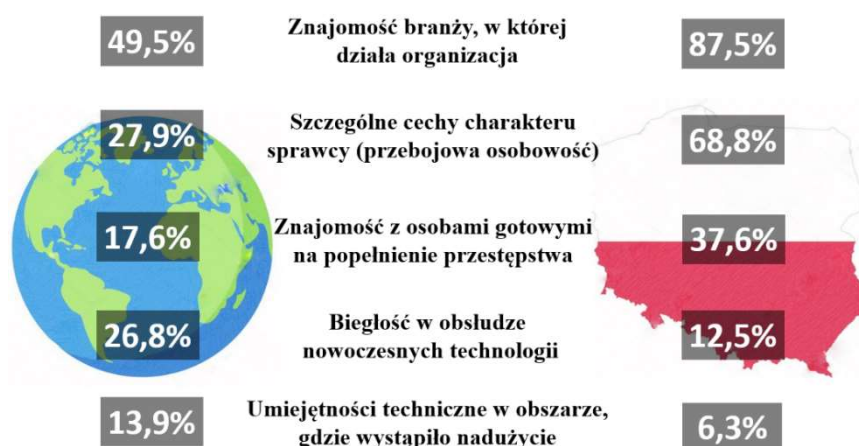 49,5%
Znajomość branży, w której
działa organizacja
87,5%
27,9%
Szczególne cechy charakteru
sprawcy (przebojowa osobowość)
68,8%
17,6%
Znajomość z osobami gotowymi
na popełnienie przestępstwa
37,6%
26,8%
Biegłość w obsłudze
nowoczesnych technologii
12,5%
13,9%
Umiejętności techniczne w obszarze,
gdzie wystąpiło nadużycie
6,3%